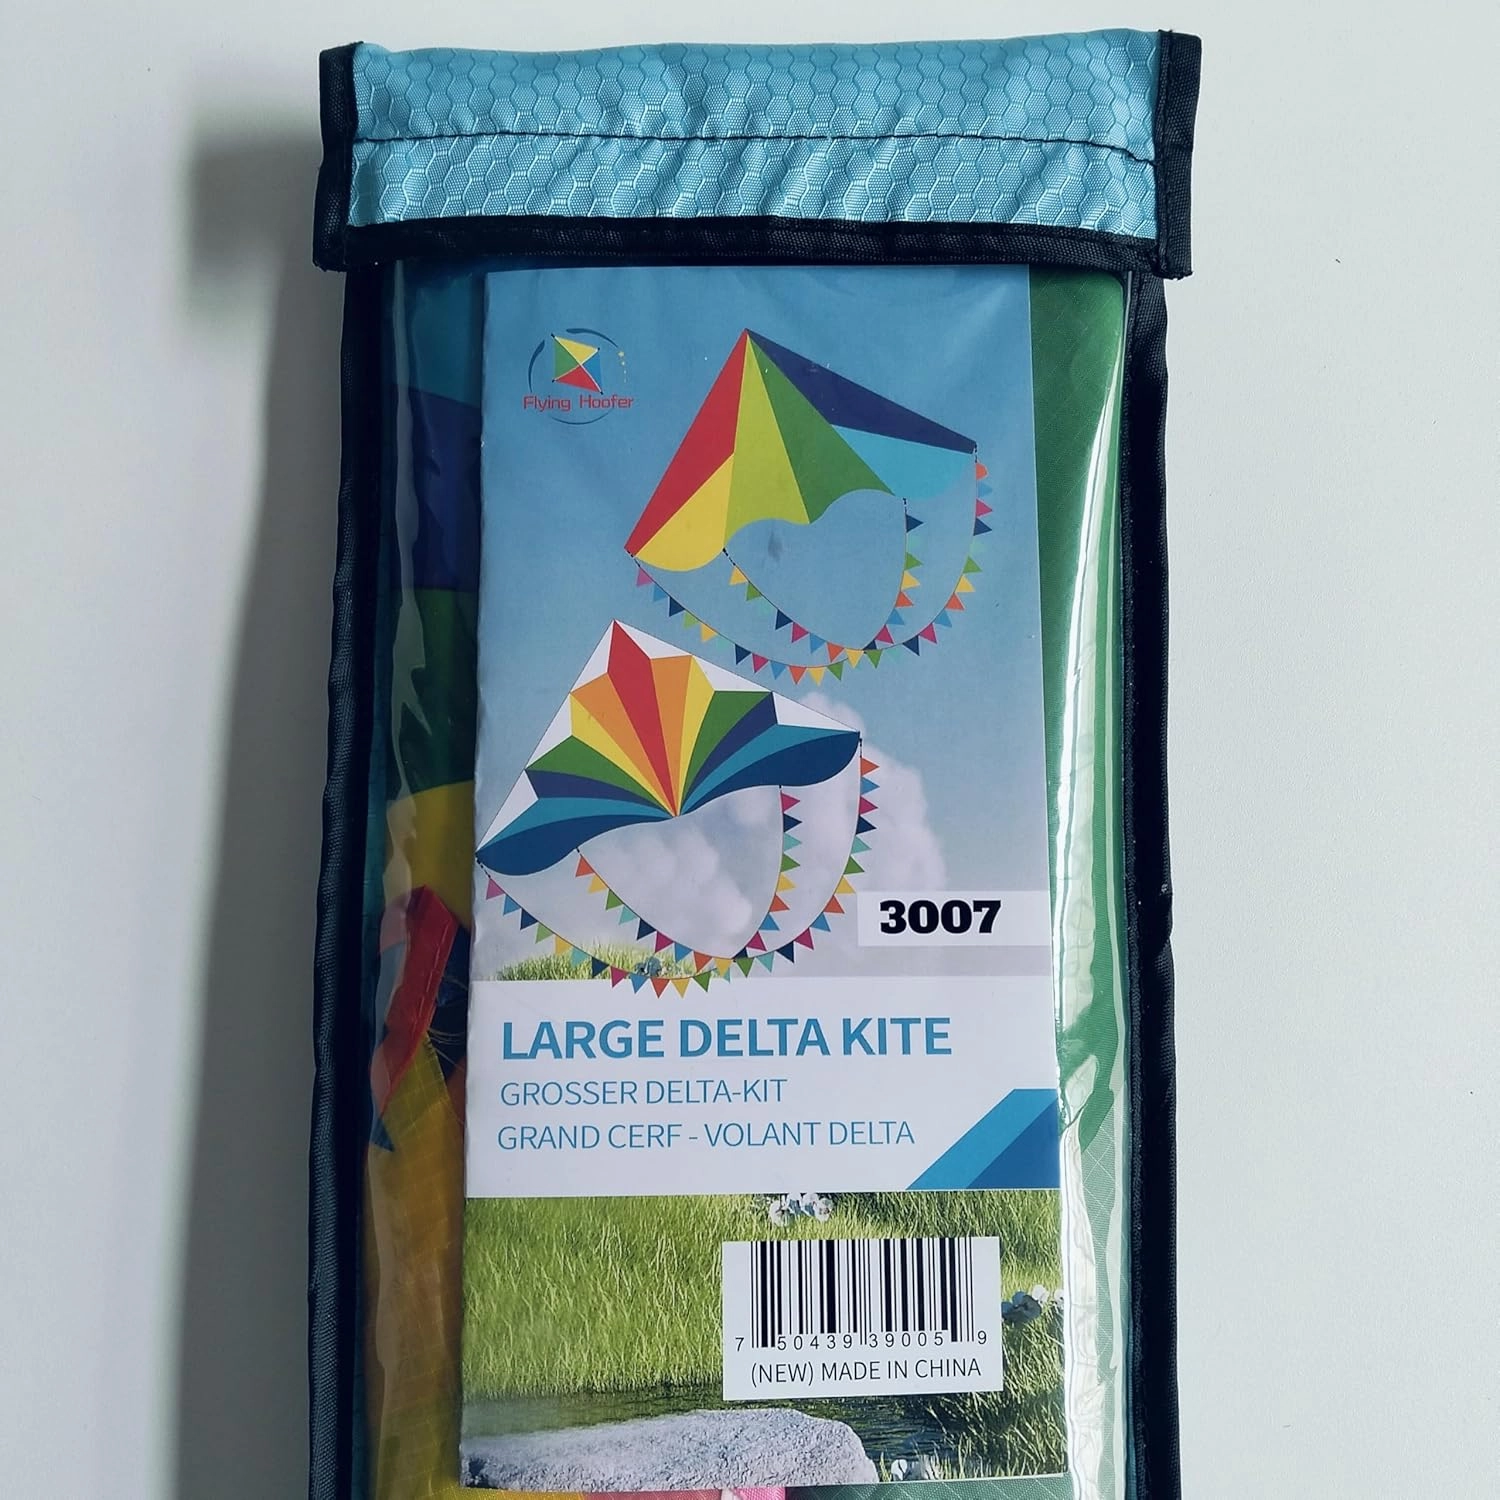 Flying Hoofer
3007
LARGE DELTA KITE
GROSSER DELTA-KIT
GRAND CERF - VOLANT DELTA
7 50439 39005 9
(NEW) MADE IN CHINA